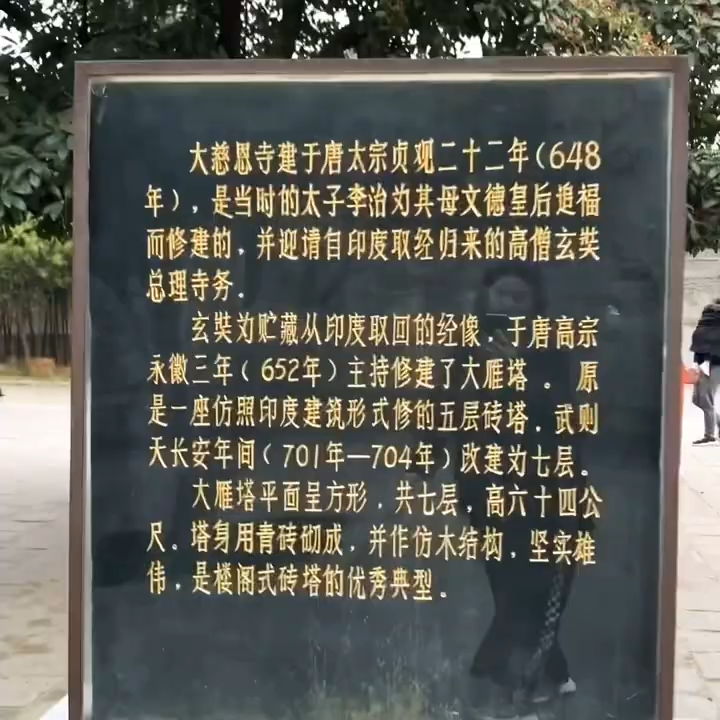 大慈恩寺建于唐太宗贞观二十二年(648
年),是当时的太子李治为其母文德皇后追福
而修建的,并迎请自印度取经归来的高僧玄奘
总理寺务。
玄奘为贮藏从印度取回的经像,于唐高宗
永徽三年(652年)主持修建了大雁塔。原
是一座仿照印度建筑形式修的五层砖塔,武则
天长安年间(701年—704年)改建为七层。
大雁塔平面呈方形,共七层,高六十四公
尺。塔身用青砖砌成,并作仿木结构,坚实雄
伟,是楼阁式砖塔的优秀典型。